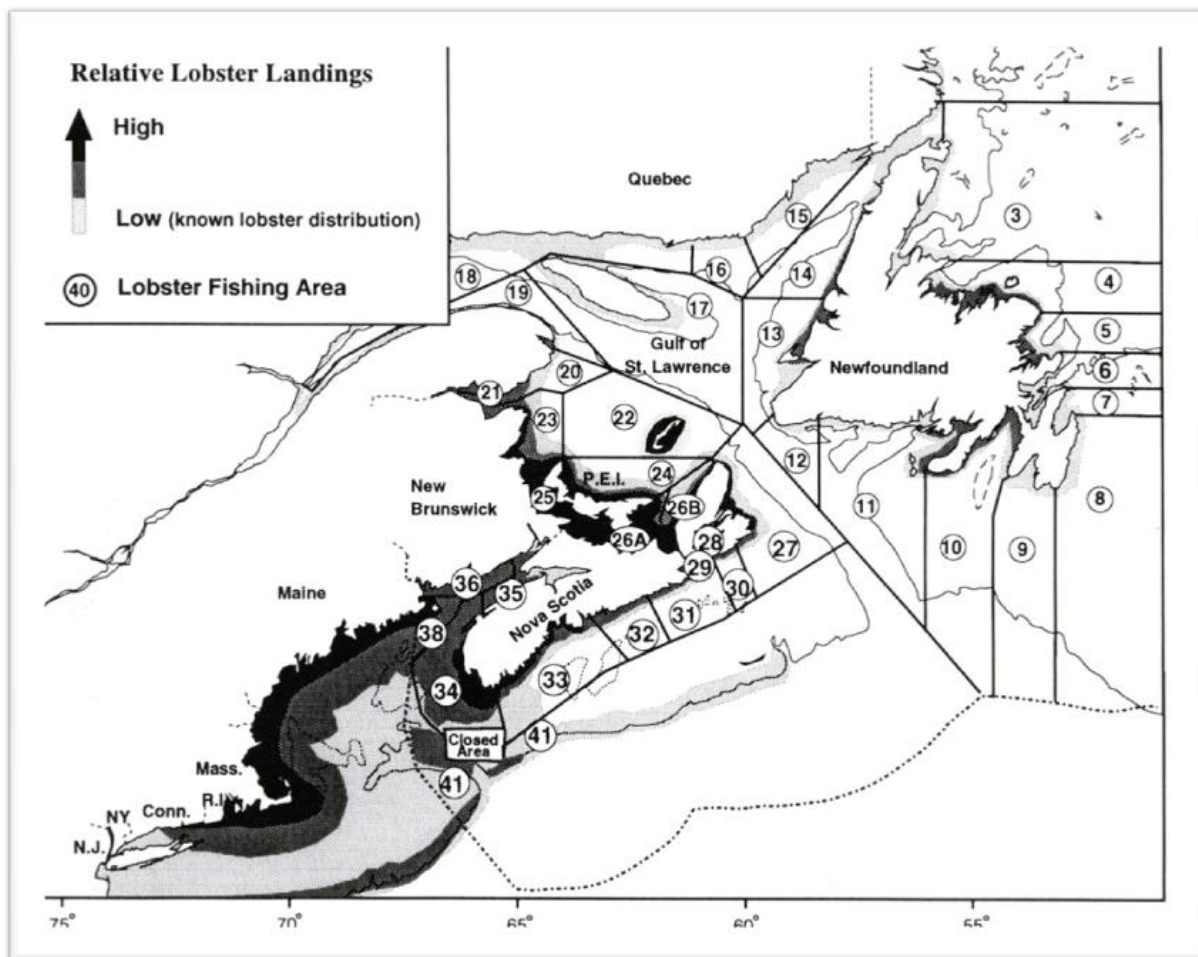 Relative Lobster Landings
High
Low (known lobster distribution)
40 Lobster Fishing Area
Quebec
3
15
16
14
4
18
19
17
5
13
Gulf of
St. Lawrence
Newfoundland
6
20
7
21
22
23
12
24
P.E.I.
New
Brunswick
25
26B
8
11
26A
28
27
10
9
29
30
36
35
Maine
Nova Scotia
31
38
32
33
34
Closed
Area
41
41
Mass.
R.I.
Conn.
NY
N.J.
75°
70°
65°
60°
55°